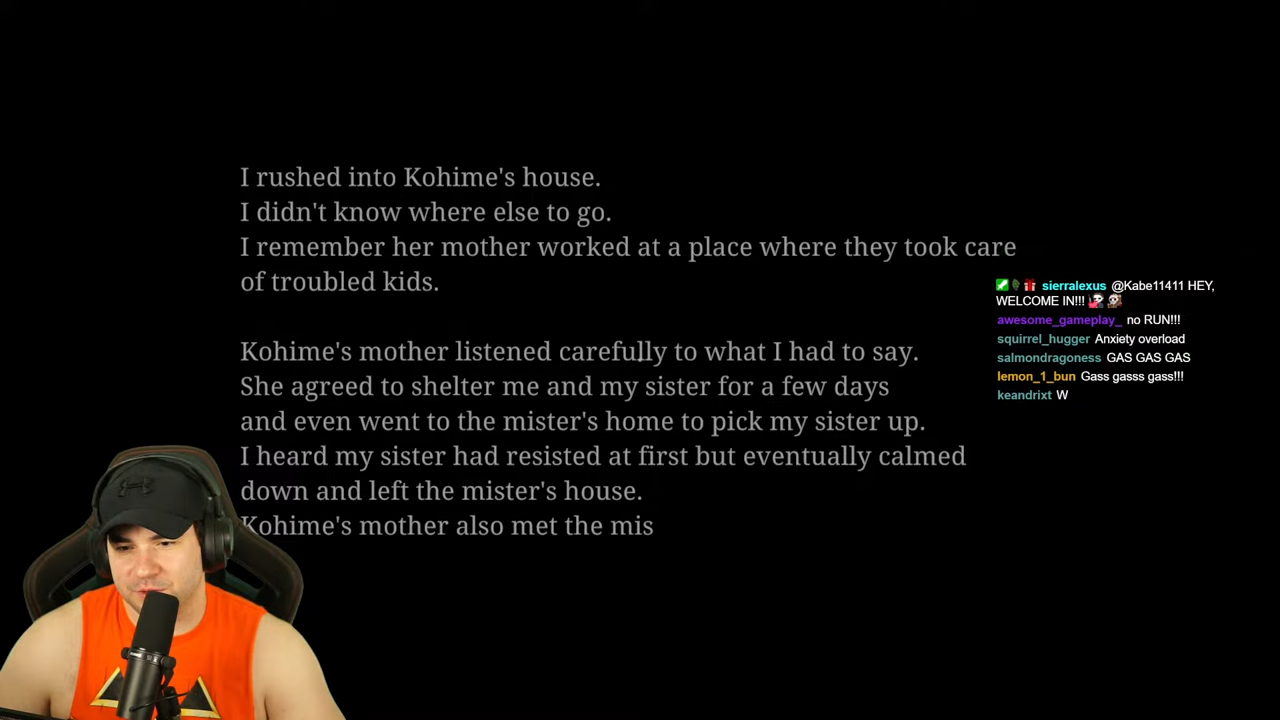 I rushed into Kohime's house.
I didn't know where else to go.
I remember her mother worked at a place where they took care
of troubled kids.
Kohime's mother listened carefully to what I had to say.
She agreed to shelter me and my sister for a few days
and even went to the mister's home to pick my sister up.
I heard my sister had resisted at first but eventually calmed
down and left the mister's house.
Kohime's mother also met the mis
sierralexus @Kabe11411 HEY,
WELCOME IN!!!
awesome_gameplay_ no RUN!!!
squirrel_hugger Anxiety overload
salmondragoness GAS GAS GAS
lemon_1_bun Gass gasss gass!!!
keandrixt W